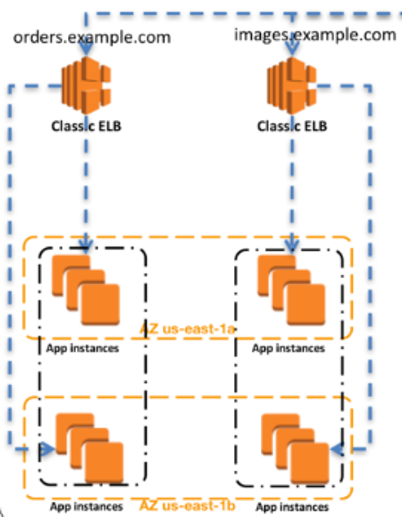 orders.example.com
images.example.com
Classic ELB
Classic ELB
AZ us-east-1a
App instances
App instances
AZ us-east-1b
App instances
App instances